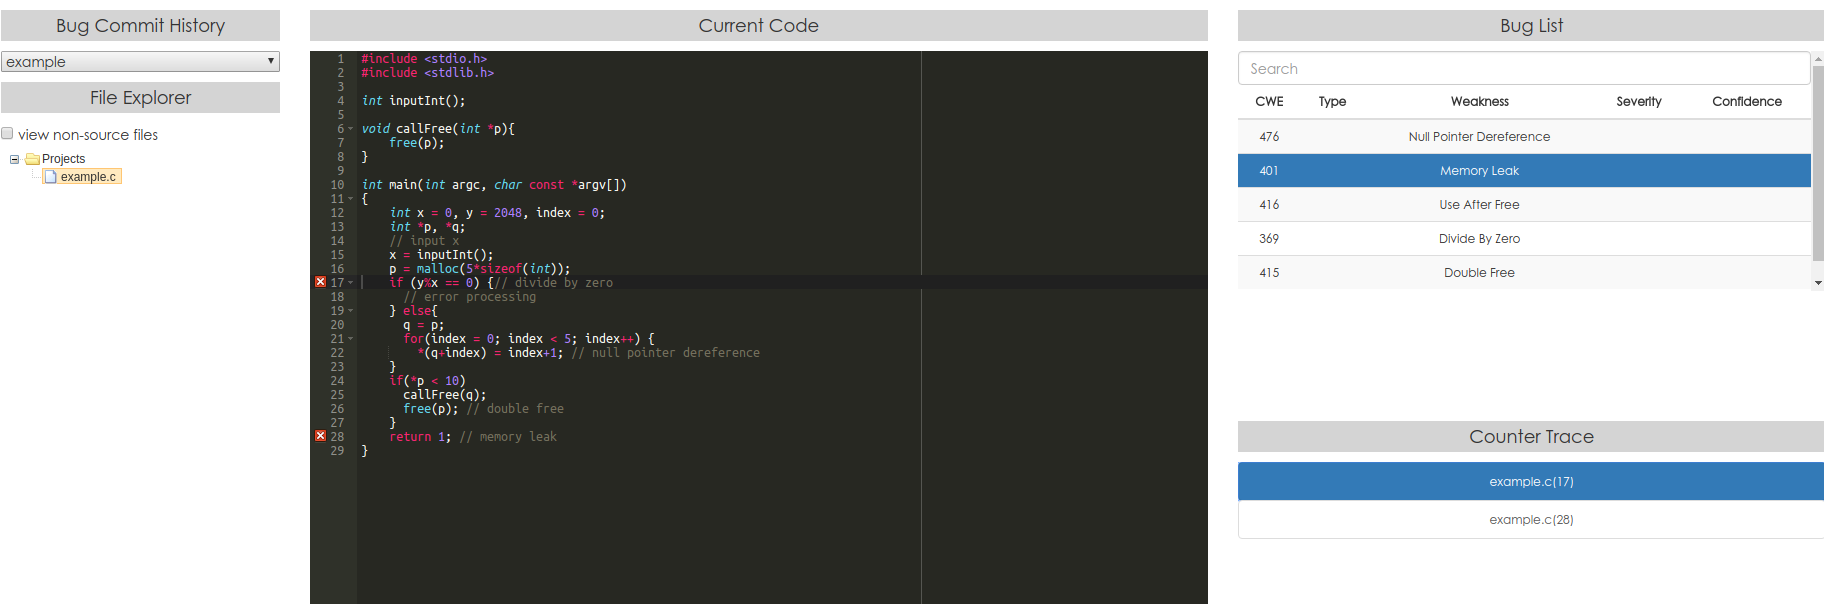 Bug Commit History
example
File Explorer
view non-source files
Projects
example.c
Current Code
1 #include <stdio.h>
2 #include <stdlib.h>
3
4 int inputInt();
5
6 void callFree(int *p){
7     free(p);
8 }
9
10 int main(int argc, char const *argv[])
11 {
12     int x = 0, y = 2048, index = 0;
13     int *p, *q;
14     // input x
15     x = inputInt();
16     p = malloc(5*sizeof(int));
17     if (y%x == 0) {// divide by zero
18       // error processing
19     } else{
20       q = p;
21       for(index = 0; index < 5; index++) {
22         *(q+index) = index+1; // null pointer dereference
23     }
24     if(*p < 10)
25       callFree(q);
26       free(p); // double free
27     }
28     return 1; // memory leak
29 }
Bug List
Search
CWE Type Weakness Severity Confidence
476 Null Pointer Dereference
401 Memory Leak
416 Use After Free
369 Divide By Zero
415 Double Free
Counter Trace
example.c(17)
example.c(28)